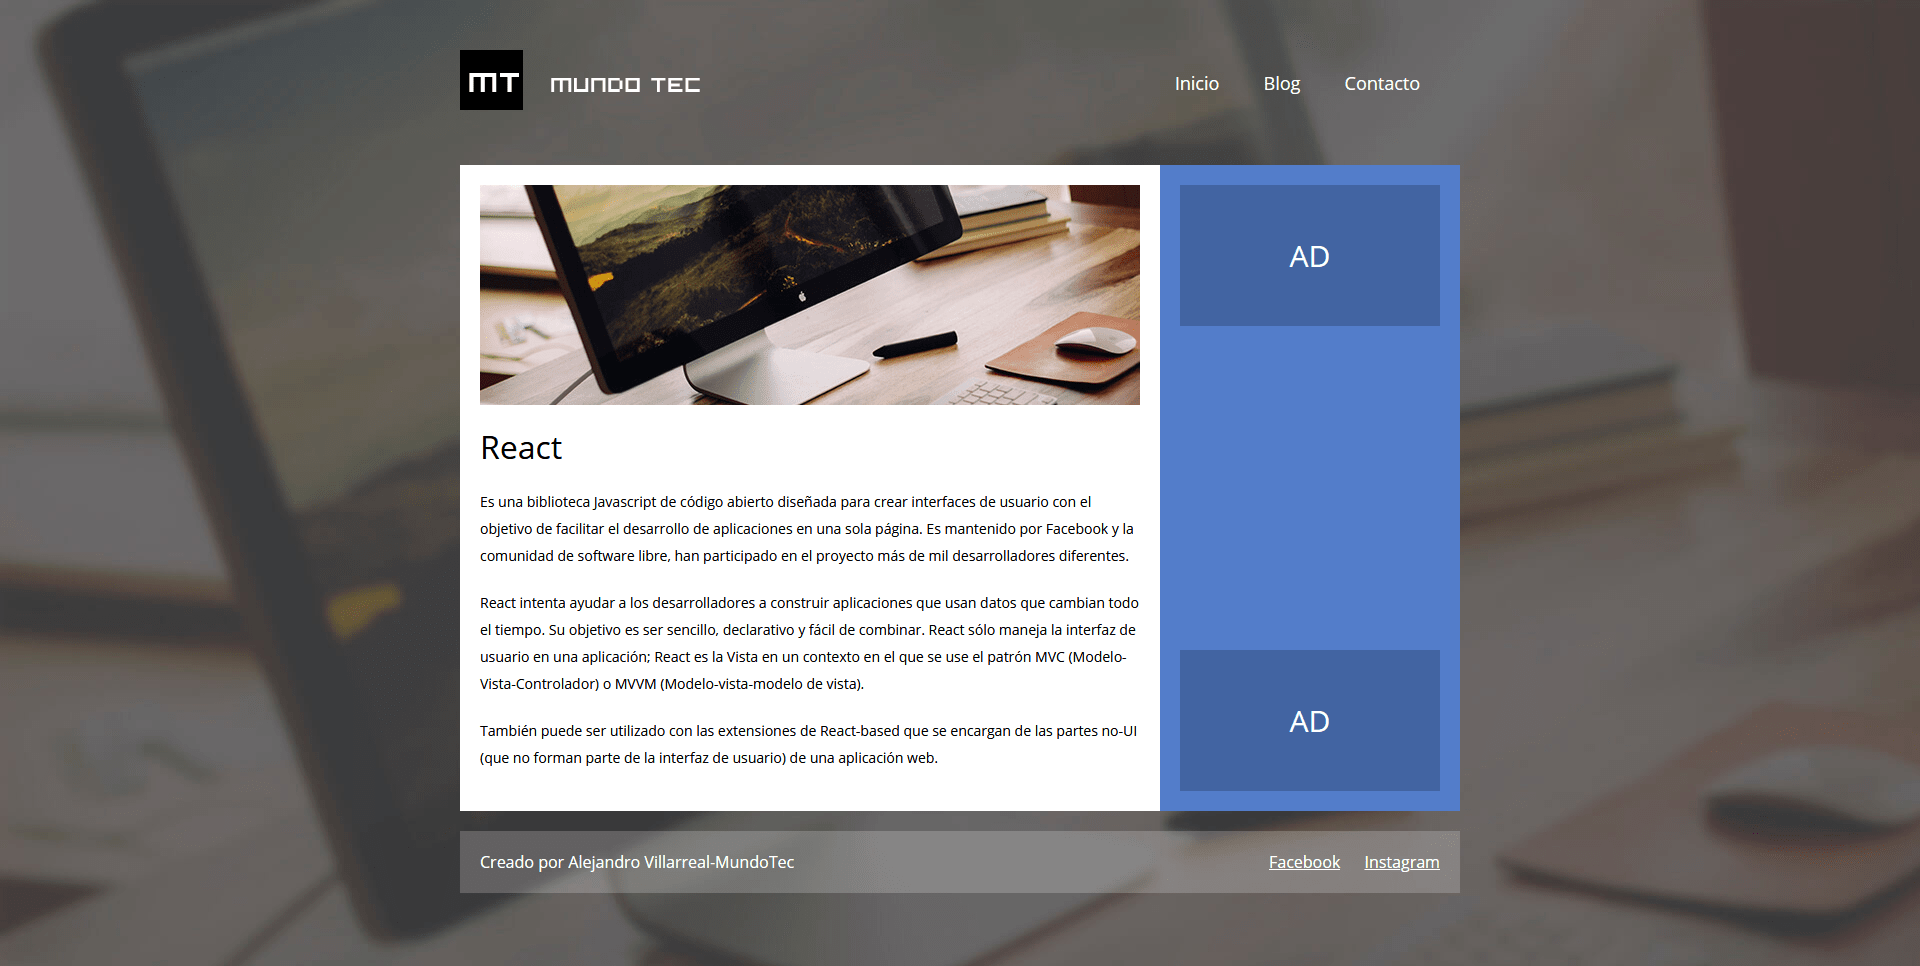 MT
MUNDO TEC
Inicio
Blog
Contacto
AD
React
Es una biblioteca Javascript de código abierto diseñada para crear interfaces de usuario con el
objetivo de facilitar el desarrollo de aplicaciones en una sola página. Es mantenido por Facebook y la
comunidad de software libre, han participado en el proyecto más de mil desarrolladores diferentes.
React intenta ayudar a los desarrolladores a construir aplicaciones que usan datos que cambian todo
el tiempo. Su objetivo es ser sencillo, declarativo y fácil de combinar. React sólo maneja la interfaz de
usuario en una aplicación; React es la Vista en un contexto en el que se use el patrón MVC (Modelo-
Vista-Controlador) o MVVM (Modelo-vista-modelo de vista).
También puede ser utilizado con las extensiones de React-based que se encargan de las partes no-UI
(que no forman parte de la interfaz de usuario) de una aplicación web.
AD
Creado por Alejandro Villarreal-MundoTec
Facebook
Instagram